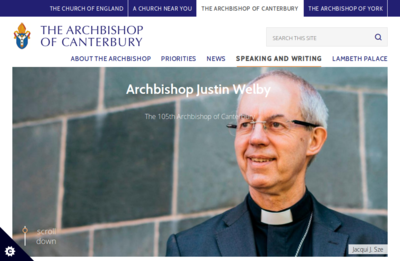 THE CHURCH OF ENGLAND
A CHURCH NEAR YOU
THE ARCHBISHOP OF CANTERBURY
THE ARCHBISHOP OF YORK
THE ARCHBISHOP
OF CANTERBURY
SEARCH THIS SITE
ABOUT THE ARCHBISHOP
PRIORITIES
NEWS
SPEAKING AND WRITING
LAMBETH PALACE
Archbishop Justin Welby
The 105th Archbishop of Canterbury
scroll
down
Jacqui J. Sze